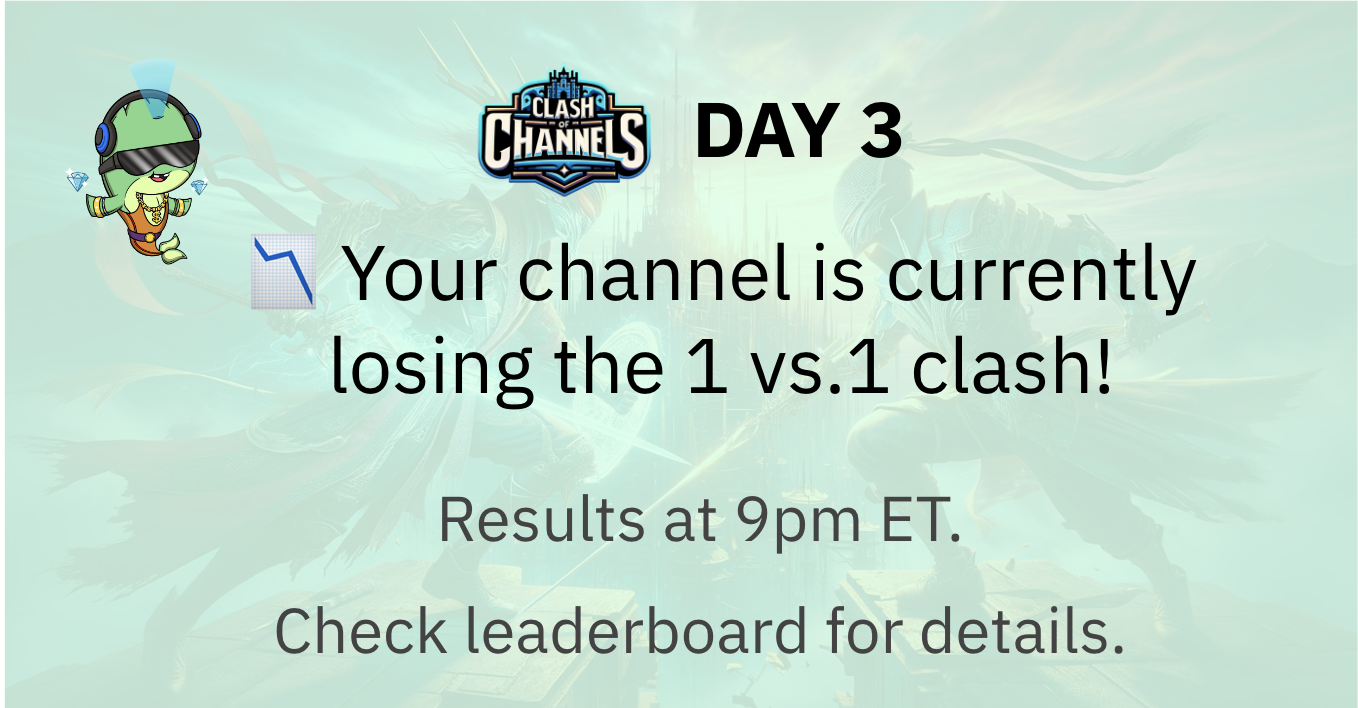 CLASH
OF
CHANNELS
DAY 3
Your channel is currently
losing the 1 vs.1 clash!
Results at 9pm ET.
Check leaderboard for details.